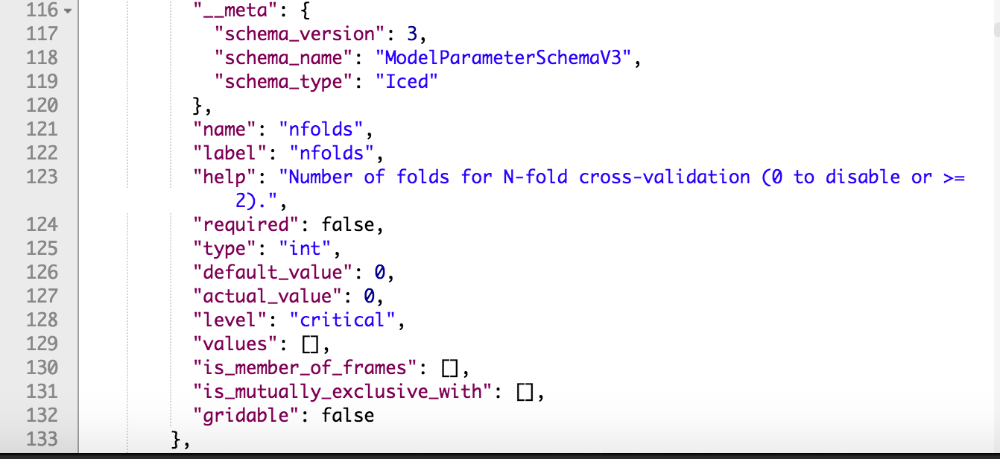 116 "__meta": {
117 "schema_version": 3,
118 "schema_name": "ModelParameterSchemaV3",
119 "schema_type": "Iced"
120 },
121 "name": "nfolds",
122 "label": "nfolds",
123 "help": "Number of folds for N-fold cross-validation (0 to disable or >=
2).",
124 "required": false,
125 "type": "int",
126 "default_value": 0,
127 "actual_value": 0,
128 "level": "critical",
129 "values": [],
130 "is_member_of_frames": [],
131 "is_mutually_exclusive_with": [],
132 "gridable": false
133 },